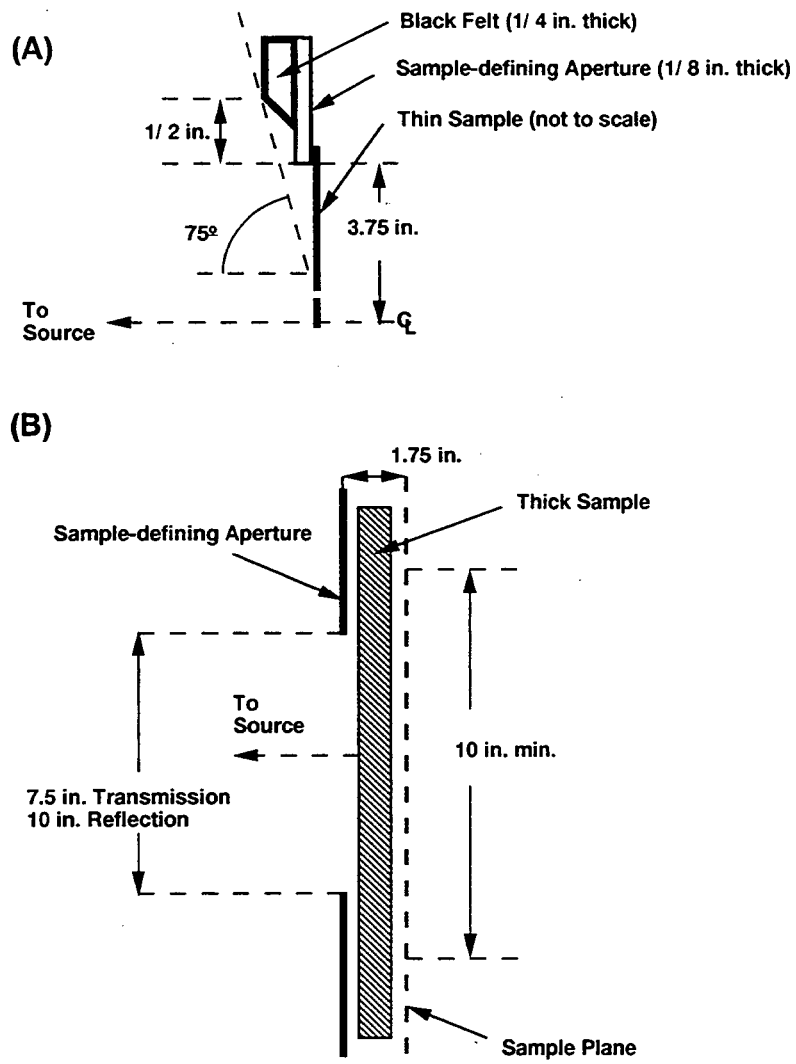 (A)
Black Felt (1/ 4 in. thick)
Sample-defining Aperture (1/ 8 in. thick)
Thin Sample (not to scale)
1/ 2 in.
75º
3.75 in.
To
Source
CL
(B)
1.75 in.
Thick Sample
Sample-defining Aperture
To
Source
10 in. min.
7.5 in. Transmission
10 in. Reflection
Sample Plane